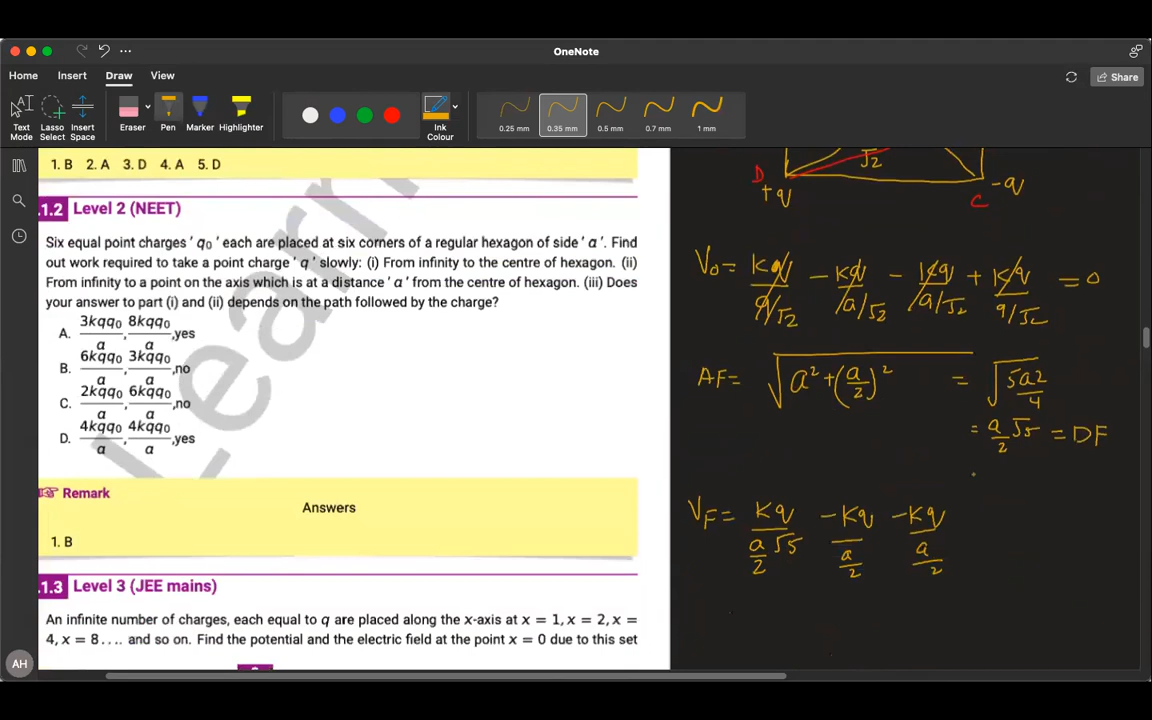 OneNote
Home Insert Draw View
Share
Text Mode
Lasso Select
Insert Space
Eraser
Pen
Marker
Highlighter
Ink Colour
0.25 mm
0.35 mm
0.5 mm
0.7 mm
1 mm
1. B 2. A 3. D 4. A 5. D
.1.2 Level 2 (NEET)
Six equal point charges ' q₀ ' each are placed at six corners of a regular hexagon of side ' a '. Find
out work required to take a point charge ' q ' slowly: (i) From infinity to the centre of hexagon. (ii)
From infinity to a point on the axis which is at a distance ' a ' from the centre of hexagon. (iii) Does
your answer to part (i) and (ii) depends on the path followed by the charge?
A. 3kqq₀/a, 8kqq₀/a, yes
B. 6kqq₀/a, 3kqq₀/a, no
C. 2kqq₀/a, 6kqq₀/a, no
D. 4kqq₀/a, 4kqq₀/a, yes
Remark
Answers
1. B
.1.3 Level 3 (JEE mains)
An infinite number of charges, each equal to q are placed along the x-axis at x = 1, x = 2, x =
4, x = 8.... and so on. Find the potential and the electric field at the point x = 0 due to this set
Learn
AH
√2
D
+q
-q
C
V₀ = Kq/(a/√2) - Kq/(a/√2) - Kq/(a/√2) + Kq/(a/√2) = 0
AF = √(a² + (a/2)²) = √(5a²/4)
= a/2 √5 = DF
V_F = Kq/(a/2 √5) - Kq/(a/2) - Kq/(a/2)